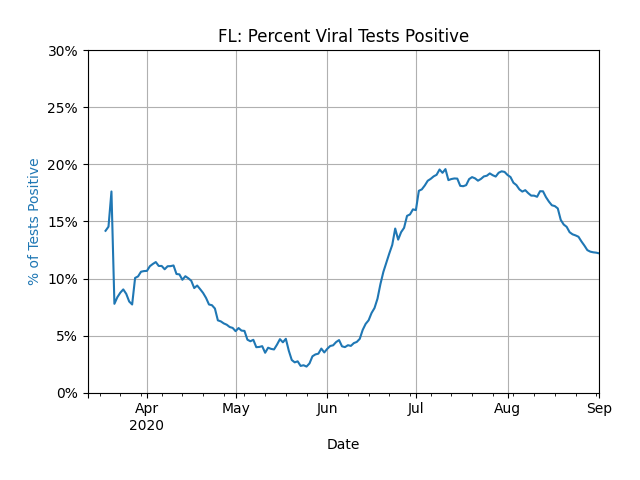 FL: Percent Viral Tests Positive
30%
25%
20%
15%
10%
5%
0%
% of Tests Positive
Apr
2020
May
Jun
Jul
Aug
Sep
Date